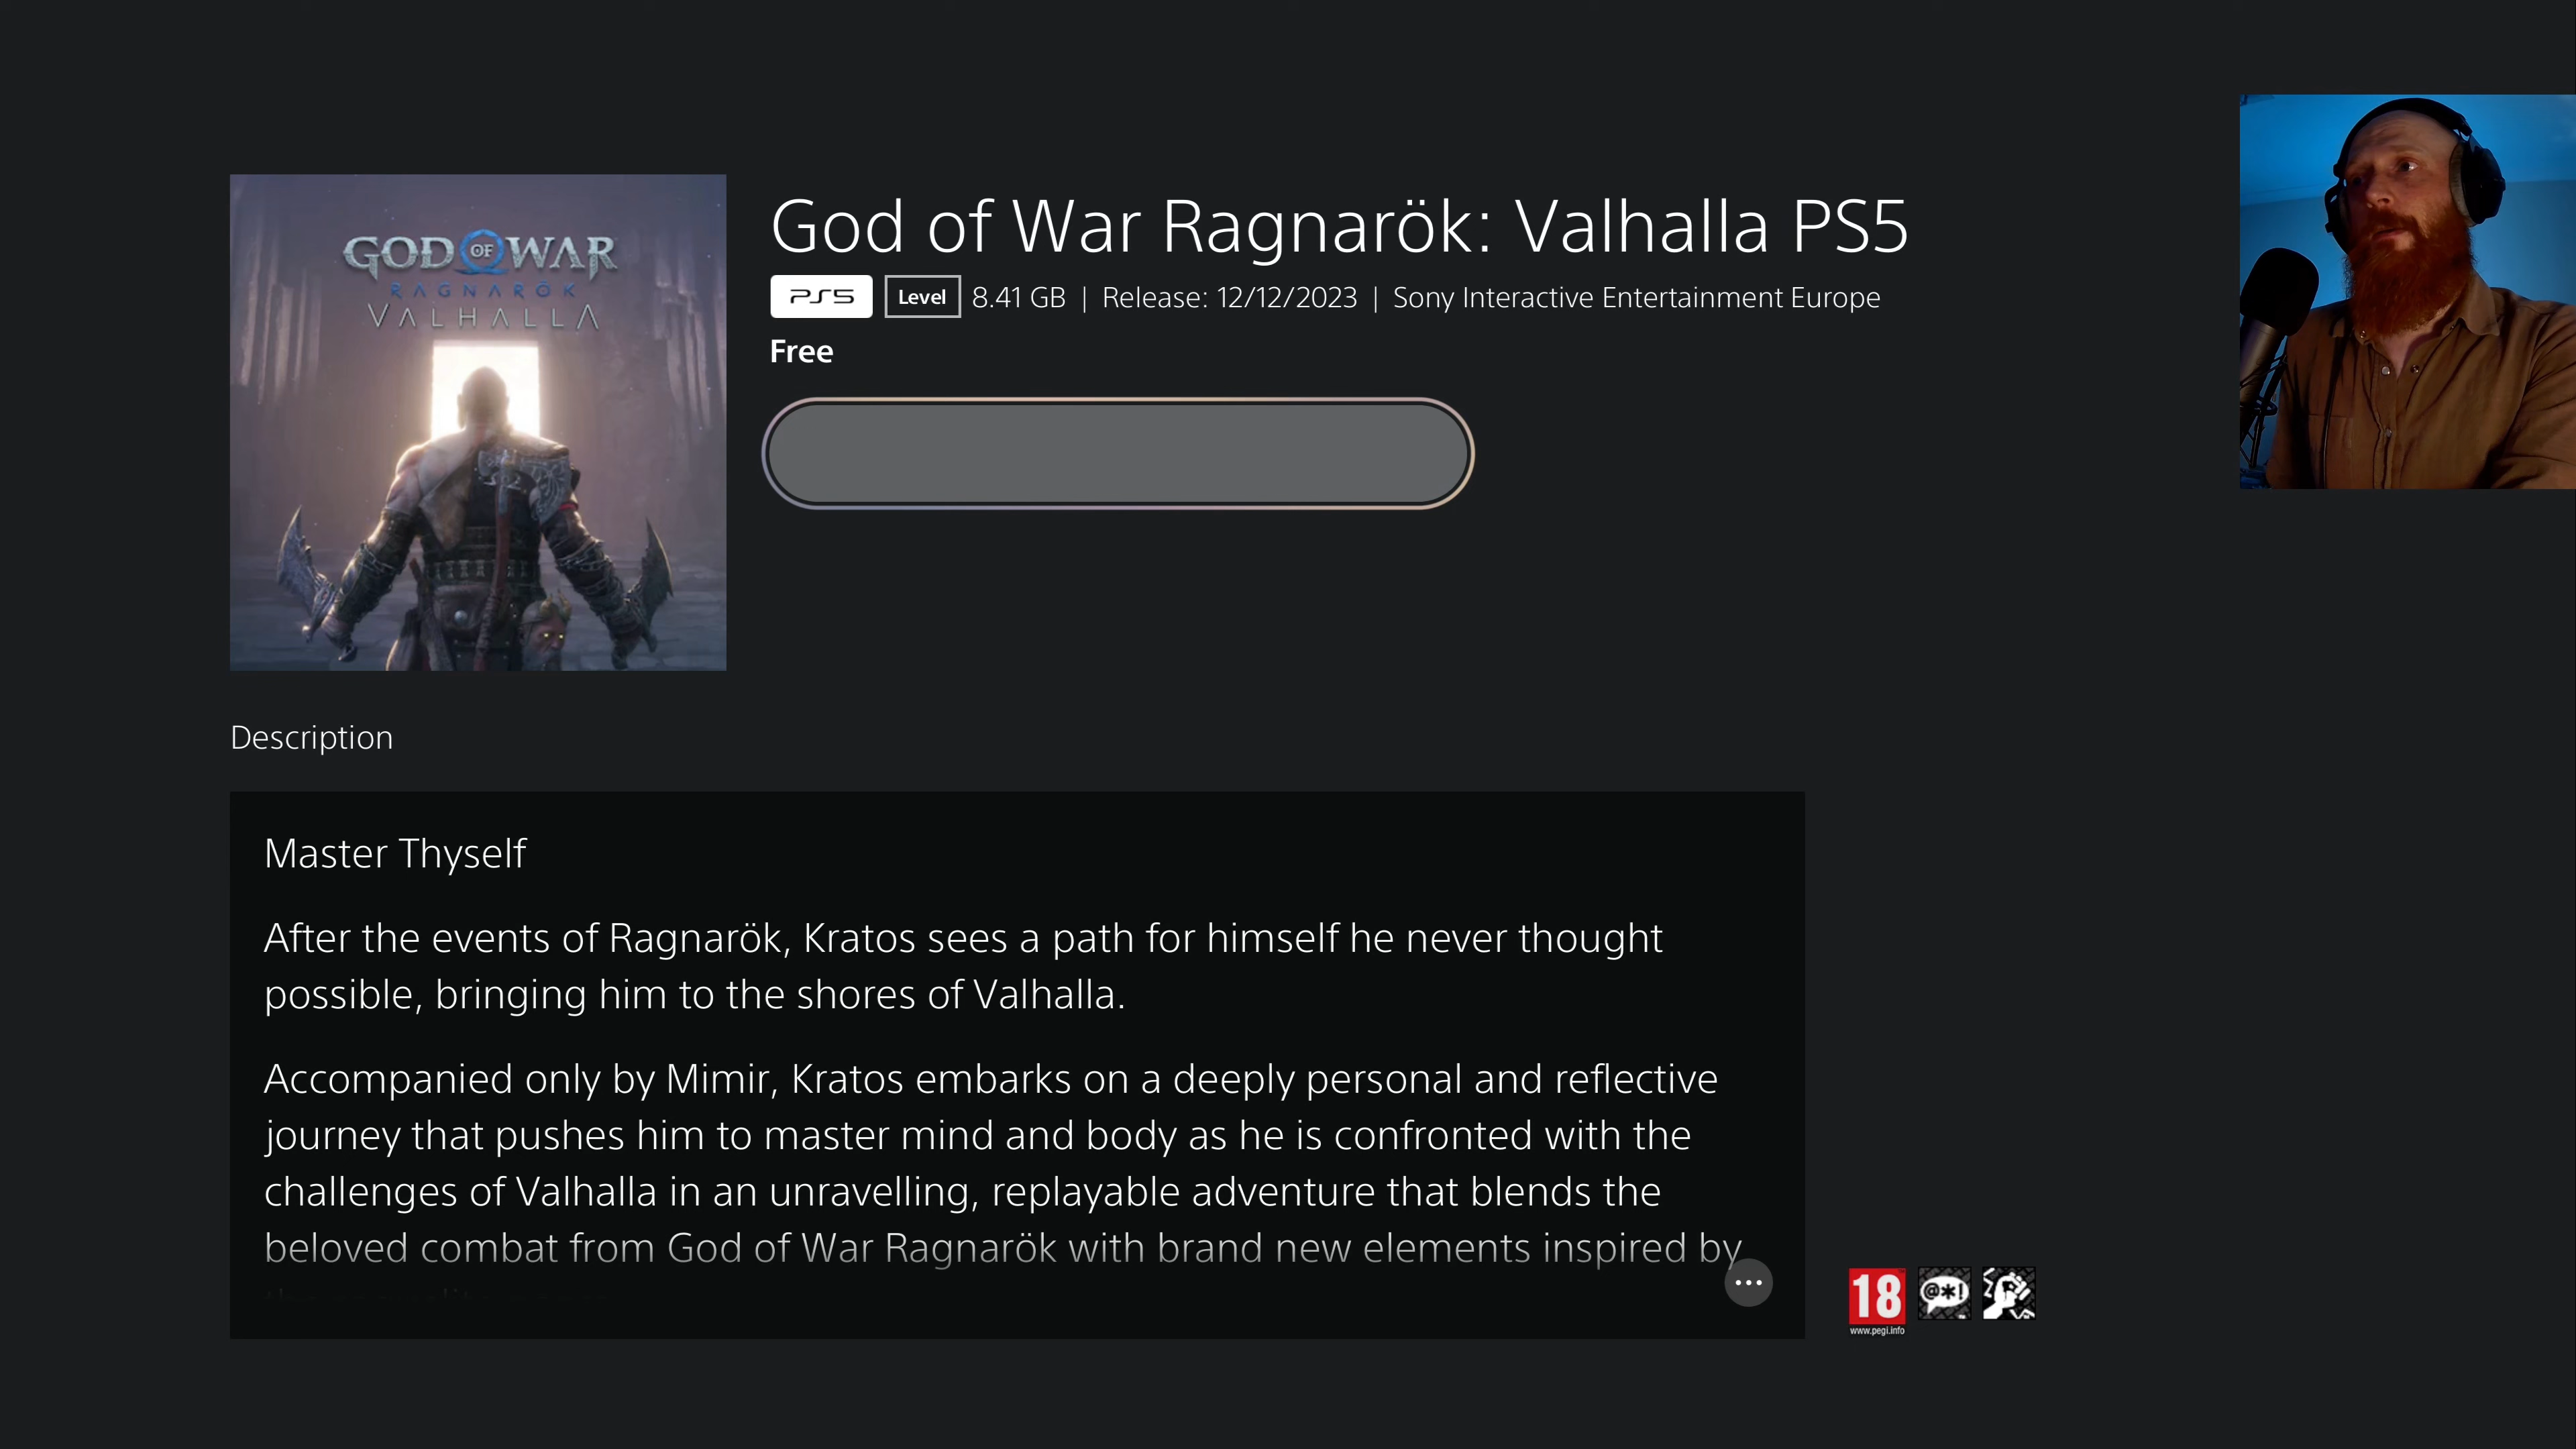 GOD OF WAR
RAGNARÖK
VALHALLA
God of War Ragnarök: Valhalla PS5
PS5 Level 8.41 GB | Release: 12/12/2023 | Sony Interactive Entertainment Europe
Free
Description
Master Thyself
After the events of Ragnarök, Kratos sees a path for himself he never thought
possible, bringing him to the shores of Valhalla.
Accompanied only by Mimir, Kratos embarks on a deeply personal and reflective
journey that pushes him to master mind and body as he is confronted with the
challenges of Valhalla in an unravelling, replayable adventure that blends the
beloved combat from God of War Ragnarök with brand new elements inspired by
...
18
www.pegi.info
@*!